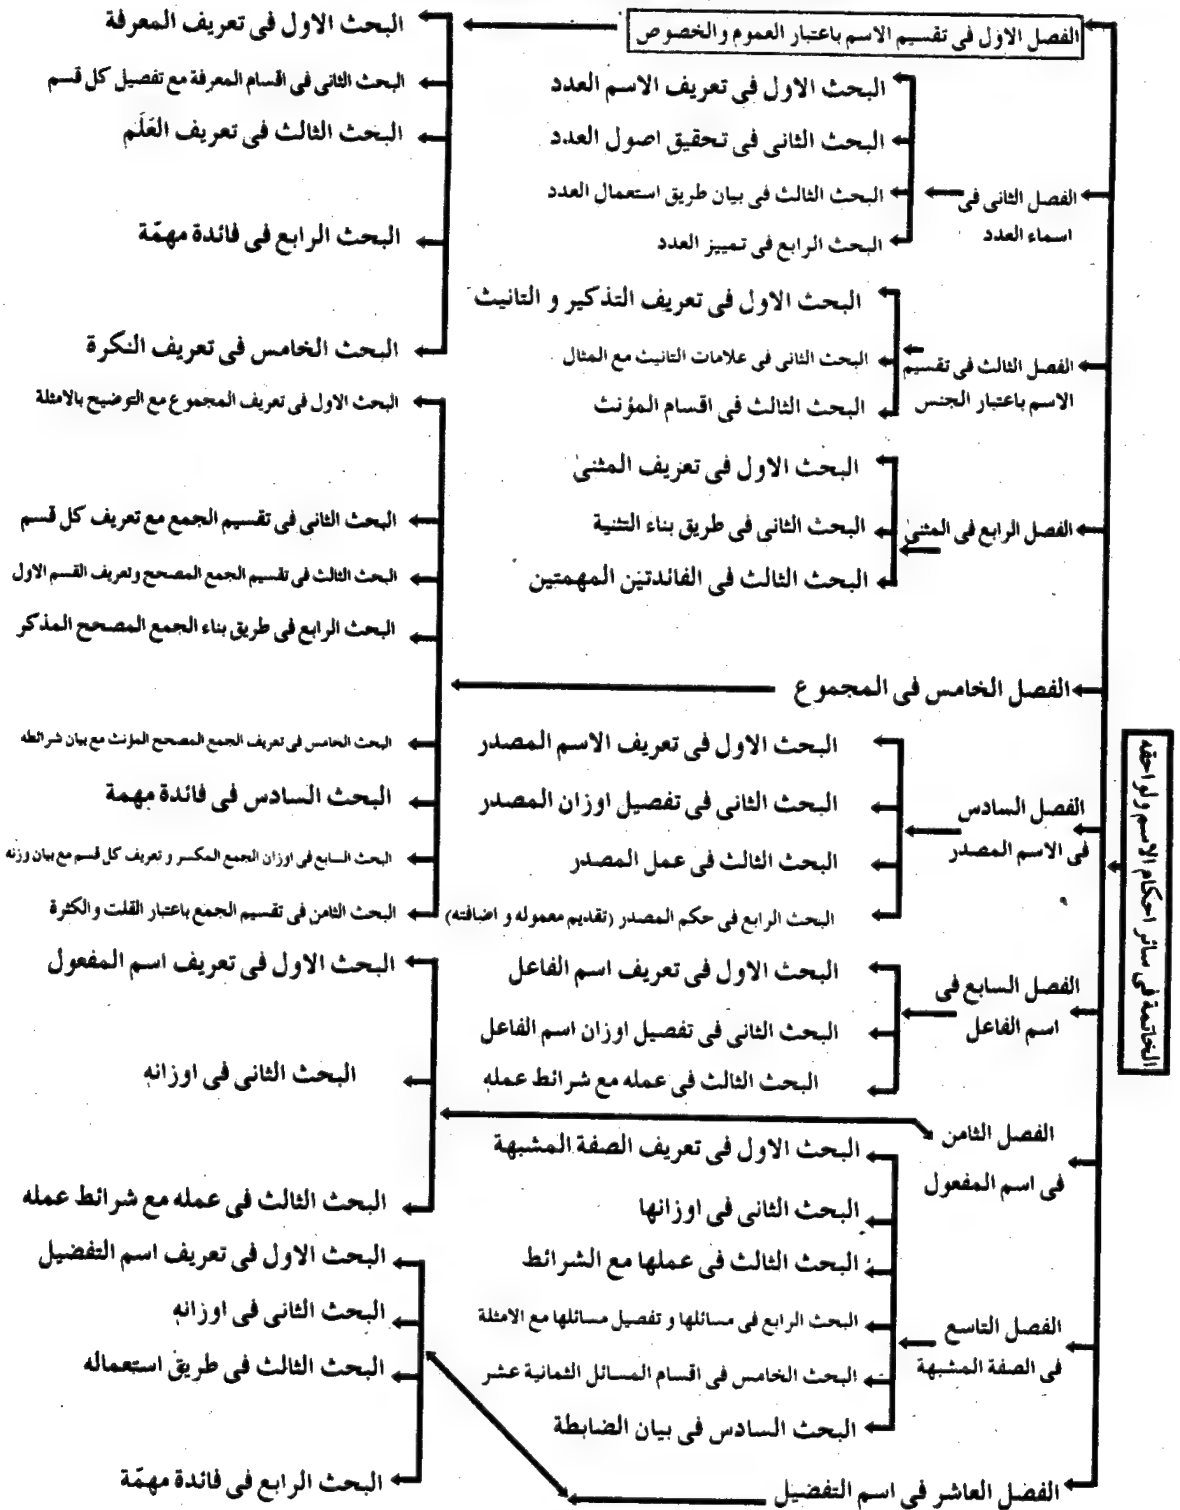 الخاتمة فى سائر احكام الاسم ولواحقه
الفصل الاوّل فى تقسيم الاسم باعتبار العموم والخصوص
البحث الاول فى تعريف المعرفة
البحث الثانى فى اقسام المعرفة مع تفصيل كل قسم
البحث الثالث فى تعريف العَلَم
البحث الرابع فى فائدة مهمّة
البحث الخامس فى تعريف النكرة
الفصل الثانى فى
اسماء العدد
البحث الاول فى تعريف الاسم العدد
البحث الثانى فى تحقيق اصول العدد
البحث الثالث فى بيان طريق استعمال العدد
البحث الرابع فى تمييز العدد
الفصل الثالث فى تقسيم
الاسم باعتبار الجنس
البحث الاول فى تعريف التذكير و التانيث
البحث الثانى فى علامات التانيث مع المثال
البحث الثالث فى اقسام المؤنث
الفصل الرابع فى المثنىٰ
البحث الاول فى تعريف المثنىٰ
البحث الثانى فى طريق بناء التثنية
البحث الثالث فى الفائدتين المهمتين
الفصل الخامس فى المجموع
البحث الاول فى تعريف المجموع مع التوضيح بالامثلة
البحث الثانى فى تقسيم الجمع مع تعريف كل قسم
البحث الثالث فى تقسيم الجمع المصحح وتعريف القسم الاول
البحث الرابع فى طريق بناء الجمع المصحح المذكر
البحث الخامس فى تعريف الجمع المصحح المؤنث مع بيان شرائطه
البحث السادس فى فائدة مهمة
البحث السابع فى اوزان الجمع المكسر و تعريف كل قسم مع بيان وزنه
البحث الثامن فى تقسيم الجمع باعتبار القلت والكثرة
الفصل السادس
فى الاسم المصدر
البحث الاول فى تعريف الاسم المصدر
البحث الثانى فى تفصيل اوزان المصدر
البحث الثالث فى عمل المصدر
البحث الرابع فى حكم المصدر (تقديم معموله و اضافته)
الفصل السابع فى
اسم الفاعل
البحث الاول فى تعريف اسم الفاعل
البحث الثانى فى تفصيل اوزان اسم الفاعل
البحث الثالث فى عمله مع شرائط عمله
الفصل الثامن
فى اسم المفعول
البحث الاول فى تعريف اسم المفعول
البحث الثانى فى اوزانه
البحث الثالث فى عمله مع شرائط عمله
الفصل التاسع
فى الصفة المشبهة
البحث الاول فى تعريف الصفة المشبهة
البحث الثانى فى اوزانها
البحث الثالث فى عملها مع الشرائط
البحث الرابع فى مسائلها و تفصيل مسائلها مع الامثلة
البحث الخامس فى اقسام المسائل الثمانية عشر
البحث السادس فى بيان الضابطة
الفصل العاشر فى اسم التفضيل
البحث الاول فى تعريف اسم التفضيل
البحث الثانى فى اوزانه
البحث الثالث فى طريق استعماله
البحث الرابع فى فائدة مهمّة